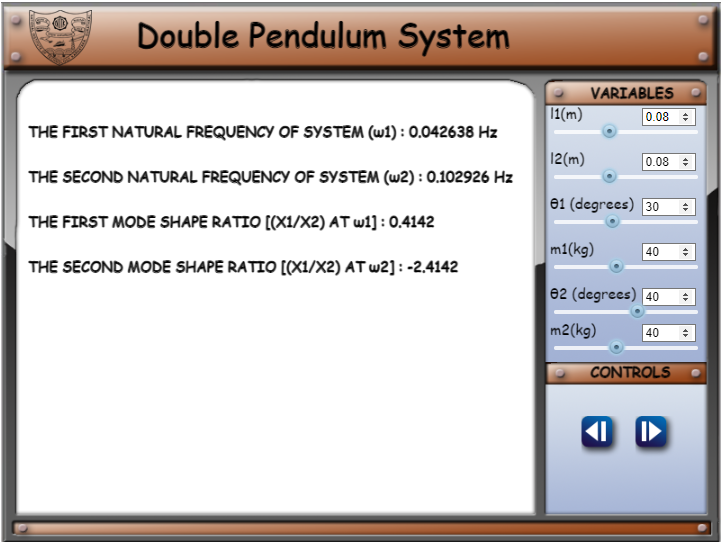 Double Pendulum System
THE FIRST NATURAL FREQUENCY OF SYSTEM (ω1) : 0.042638 Hz
THE SECOND NATURAL FREQUENCY OF SYSTEM (ω2) : 0.102926 Hz
THE FIRST MODE SHAPE RATIO [(X1/X2) AT ω1] : 0.4142
THE SECOND MODE SHAPE RATIO [(X1/X2) AT ω2] : -2.4142
VARIABLES
l1(m) 0.08
l2(m) 0.08
θ1 (degrees) 30
m1(kg) 40
θ2 (degrees) 40
m2(kg) 40
CONTROLS